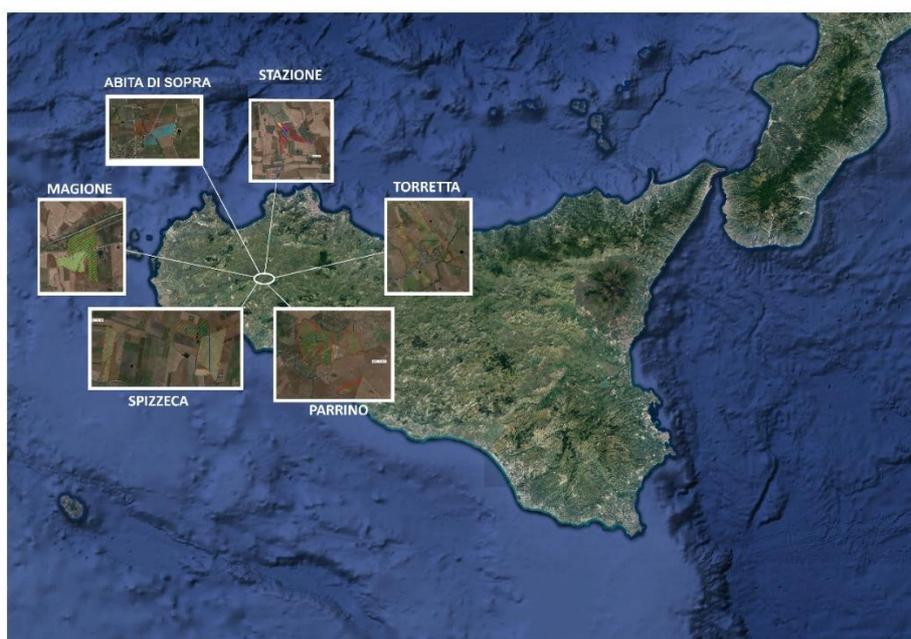 STAZIONE
ABITA DI SOPRA
MAGIONE
TORRETTA
SPIZZECA
PARRINO